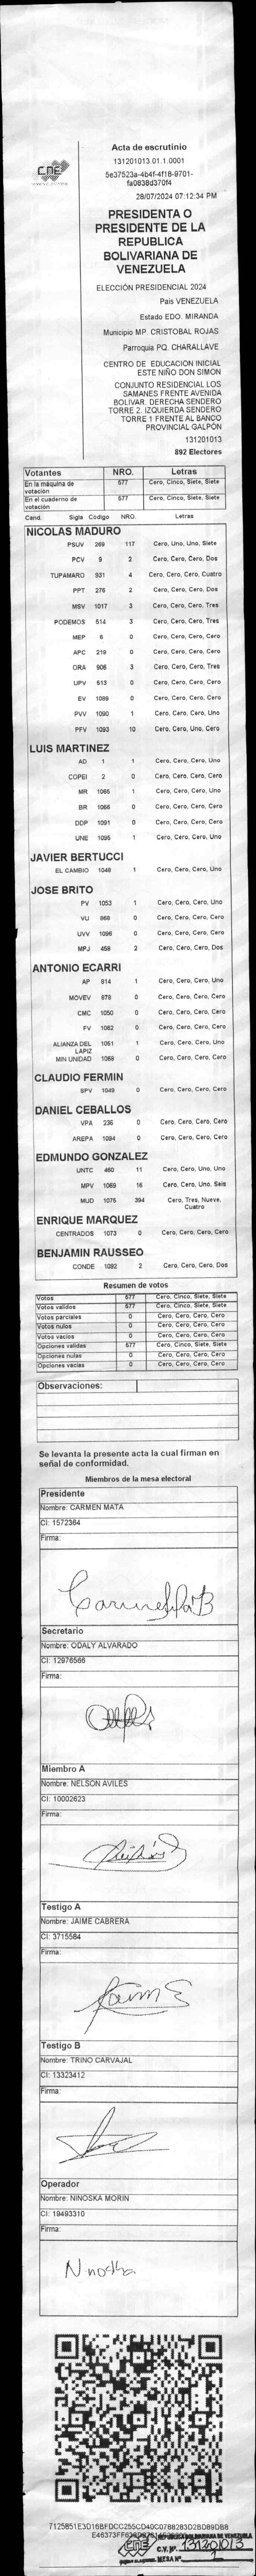 CNE
Acta de escrutinio
131201013.01.1.0001
5e37523a-4b4f-4f18-9701-
fa0838d370f4
28/07/2024 07:12:34 PM
PRESIDENTA O
PRESIDENTE DE LA
REPUBLICA
BOLIVARIANA DE
VENEZUELA
ELECCIÓN PRESIDENCIAL 2024
País VENEZUELA
Estado EDO. MIRANDA
Municipio MP. CRISTOBAL ROJAS
Parroquia PQ. CHARALLAVE
CENTRO DE EDUCACION INICIAL
ESTE NIÑO DON SIMON
CONJUNTO RESIDENCIAL LOS
SAMANES FRENTE AVENIDA
BOLIVAR. DERECHA SENDERO
TORRE 2. IZQUIERDA SENDERO
TORRE 1 FRENTE AL BANCO
PROVINCIAL GALPÓN
131201013
892 Electores
Votantes NRO. Letras
En la máquina de votación 577 Cero, Cinco, Siete, Siete
En el cuaderno de votación 577 Cero, Cinco, Siete, Siete
Cand. Sigla Codigo NRO. Letras
NICOLAS MADURO
PSUV 269 117 Cero, Uno, Uno, Siete
PCV 9 2 Cero, Cero, Cero, Dos
TUPAMARO 931 4 Cero, Cero, Cero, Cuatro
PPT 276 2 Cero, Cero, Cero, Dos
MSV 1017 3 Cero, Cero, Cero, Tres
PODEMOS 514 3 Cero, Cero, Cero, Tres
MEP 6 0 Cero, Cero, Cero, Cero
APC 219 0 Cero, Cero, Cero, Cero
ORA 906 3 Cero, Cero, Cero, Tres
UPV 513 0 Cero, Cero, Cero, Cero
EV 1089 0 Cero, Cero, Cero, Cero
PVV 1090 1 Cero, Cero, Cero, Uno
PFV 1093 10 Cero, Cero, Uno, Cero
LUIS MARTINEZ
AD 1 1 Cero, Cero, Cero, Uno
COPEI 2 0 Cero, Cero, Cero, Cero
MR 1065 1 Cero, Cero, Cero, Uno
BR 1066 0 Cero, Cero, Cero, Cero
DDP 1091 0 Cero, Cero, Cero, Cero
UNE 1095 1 Cero, Cero, Cero, Uno
JAVIER BERTUCCI
EL CAMBIO 1048 1 Cero, Cero, Cero, Uno
JOSE BRITO
PV 1053 1 Cero, Cero, Cero, Uno
VU 868 0 Cero, Cero, Cero, Cero
UVV 1096 0 Cero, Cero, Cero, Cero
MPJ 458 2 Cero, Cero, Cero, Dos
ANTONIO ECARRI
AP 814 1 Cero, Cero, Cero, Uno
MOVEV 878 0 Cero, Cero, Cero, Cero
CMC 1050 0 Cero, Cero, Cero, Cero
FV 1062 0 Cero, Cero, Cero, Cero
ALIANZA DEL LAPIZ 1051 1 Cero, Cero, Cero, Uno
MIN UNIDAD 1068 0 Cero, Cero, Cero, Cero
CLAUDIO FERMIN
SPV 1049 0 Cero, Cero, Cero, Cero
DANIEL CEBALLOS
VPA 236 0 Cero, Cero, Cero, Cero
AREPA 1094 0 Cero, Cero, Cero, Cero
EDMUNDO GONZALEZ
UNTC 460 11 Cero, Cero, Uno, Uno
MPV 1069 16 Cero, Cero, Uno, Seis
MUD 1075 394 Cero, Tres, Nueve, Cuatro
ENRIQUE MARQUEZ
CENTRADOS 1073 0 Cero, Cero, Cero, Cero
BENJAMIN RAUSSEO
CONDE 1092 2 Cero, Cero, Cero, Dos
Resumen de votos
Votos 577 Cero, Cinco, Siete, Siete
Votos validos 577 Cero, Cinco, Siete, Siete
Votos parciales 0 Cero, Cero, Cero, Cero
Votos nulos 0 Cero, Cero, Cero, Cero
Votos vacios 0 Cero, Cero, Cero, Cero
Opciones validas 577 Cero, Cinco, Siete, Siete
Opciones nulas 0 Cero, Cero, Cero, Cero
Opciones vacias 0 Cero, Cero, Cero, Cero
Observaciones:
Se levanta la presente acta la cual firman en
señal de conformidad.
Miembros de la mesa electoral
Presidente
Nombre: CARMEN MATA
CI: 1572364
Firma:
Secretario
Nombre: ODALY ALVARADO
CI: 12976566
Firma:
Miembro A
Nombre: NELSON AVILES
CI: 10002623
Firma:
Testigo A
Nombre: JAIME CABRERA
CI: 3715584
Firma:
Testigo B
Nombre: TRINO CARVAJAL
CI: 13323412
Firma:
Operador
Nombre: NINOSKA MORIN
CI: 19493310
Firma:
Ninoska
7125851E3D16BFDCC255CD40C0788283D2BD89DB8
CNE
REPÚBLICA BOLIVARIANA DE VENEZUELA
C.V. Nº. 131201013
MESA Nº. 1